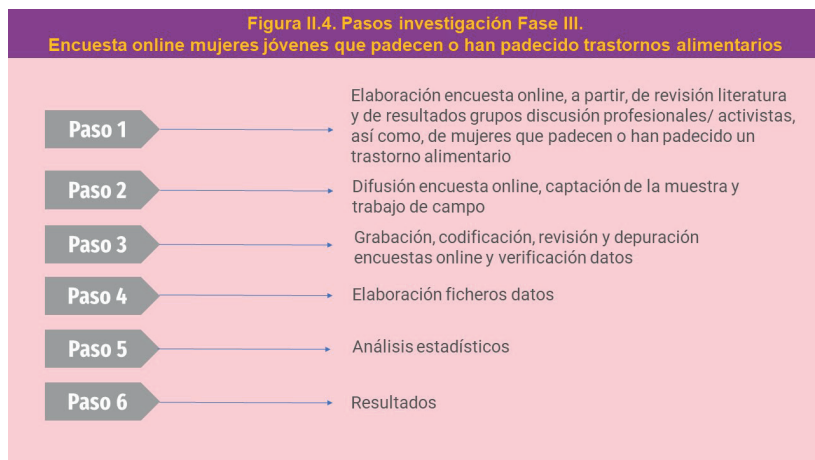 Figura II.4. Pasos investigación Fase III.
Encuesta online mujeres jóvenes que padecen o han padecido trastornos alimentarios
Paso 1
Elaboración encuesta online, a partir, de revisión literatura
y de resultados grupos discusión profesionales/ activistas,
así como, de mujeres que padecen o han padecido un
trastorno alimentario
Paso 2
Difusión encuesta online, captación de la muestra y
trabajo de campo
Paso 3
Grabación, codificación, revisión y depuración
encuestas online y verificación datos
Paso 4
Elaboración ficheros datos
Paso 5
Análisis estadísticos
Paso 6
Resultados